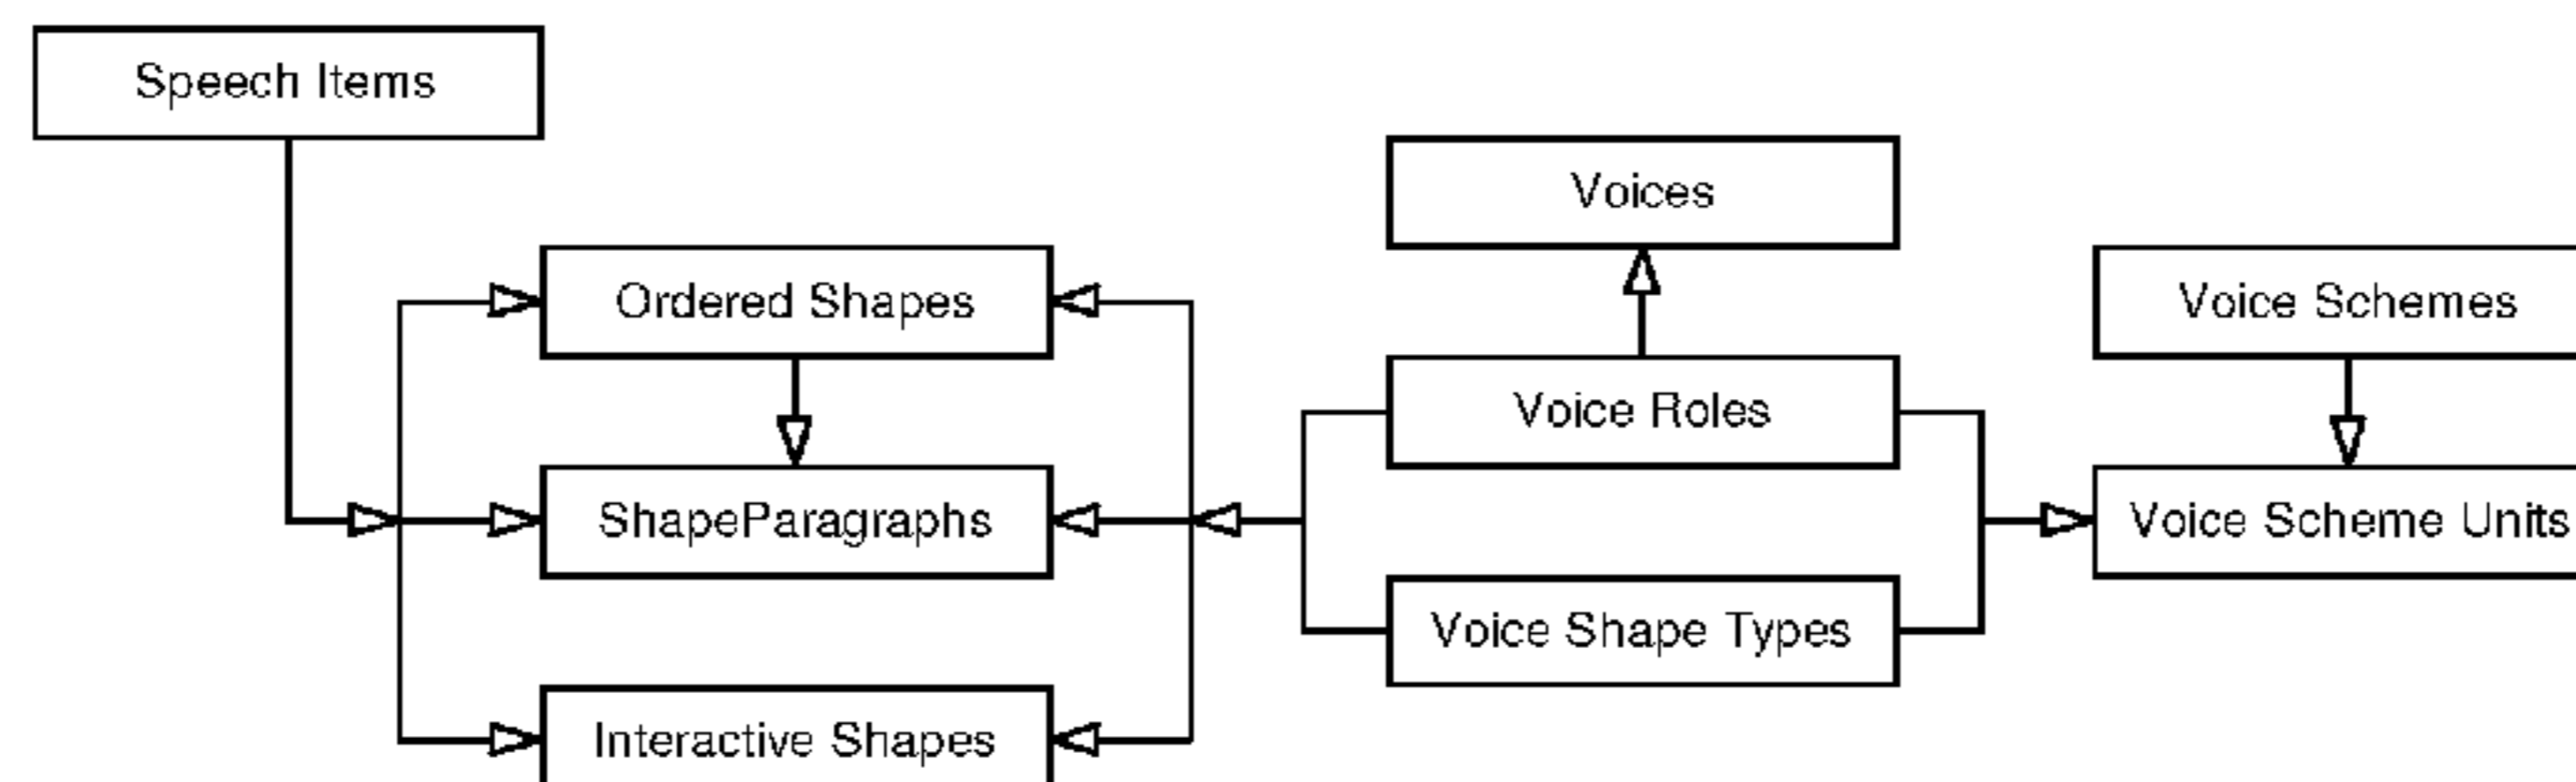 Speech Items
Voices
Ordered Shapes
Voice Schemes
Voice Roles
ShapeParagraphs
Voice Scheme Units
Voice Shape Types
Interactive Shapes